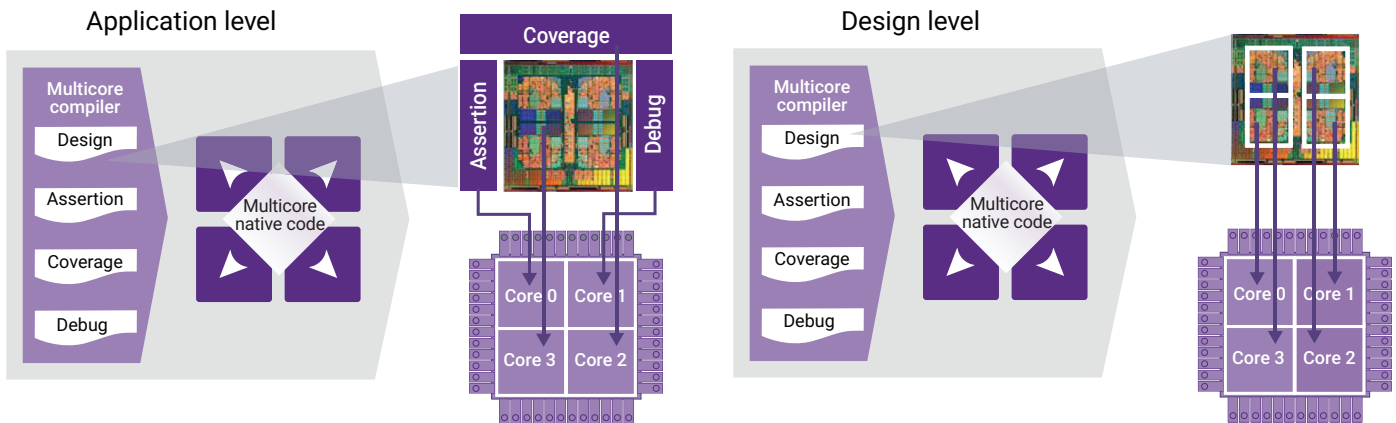 Application level
Multicore
compiler
Design
Assertion
Coverage
Debug
Multicore
native code
Coverage
Assertion
Debug
Core 0
Core 1
Core 3
Core 2
Design level
Multicore
compiler
Design
Assertion
Coverage
Debug
Multicore
native code
Core 0
Core 1
Core 3
Core 2